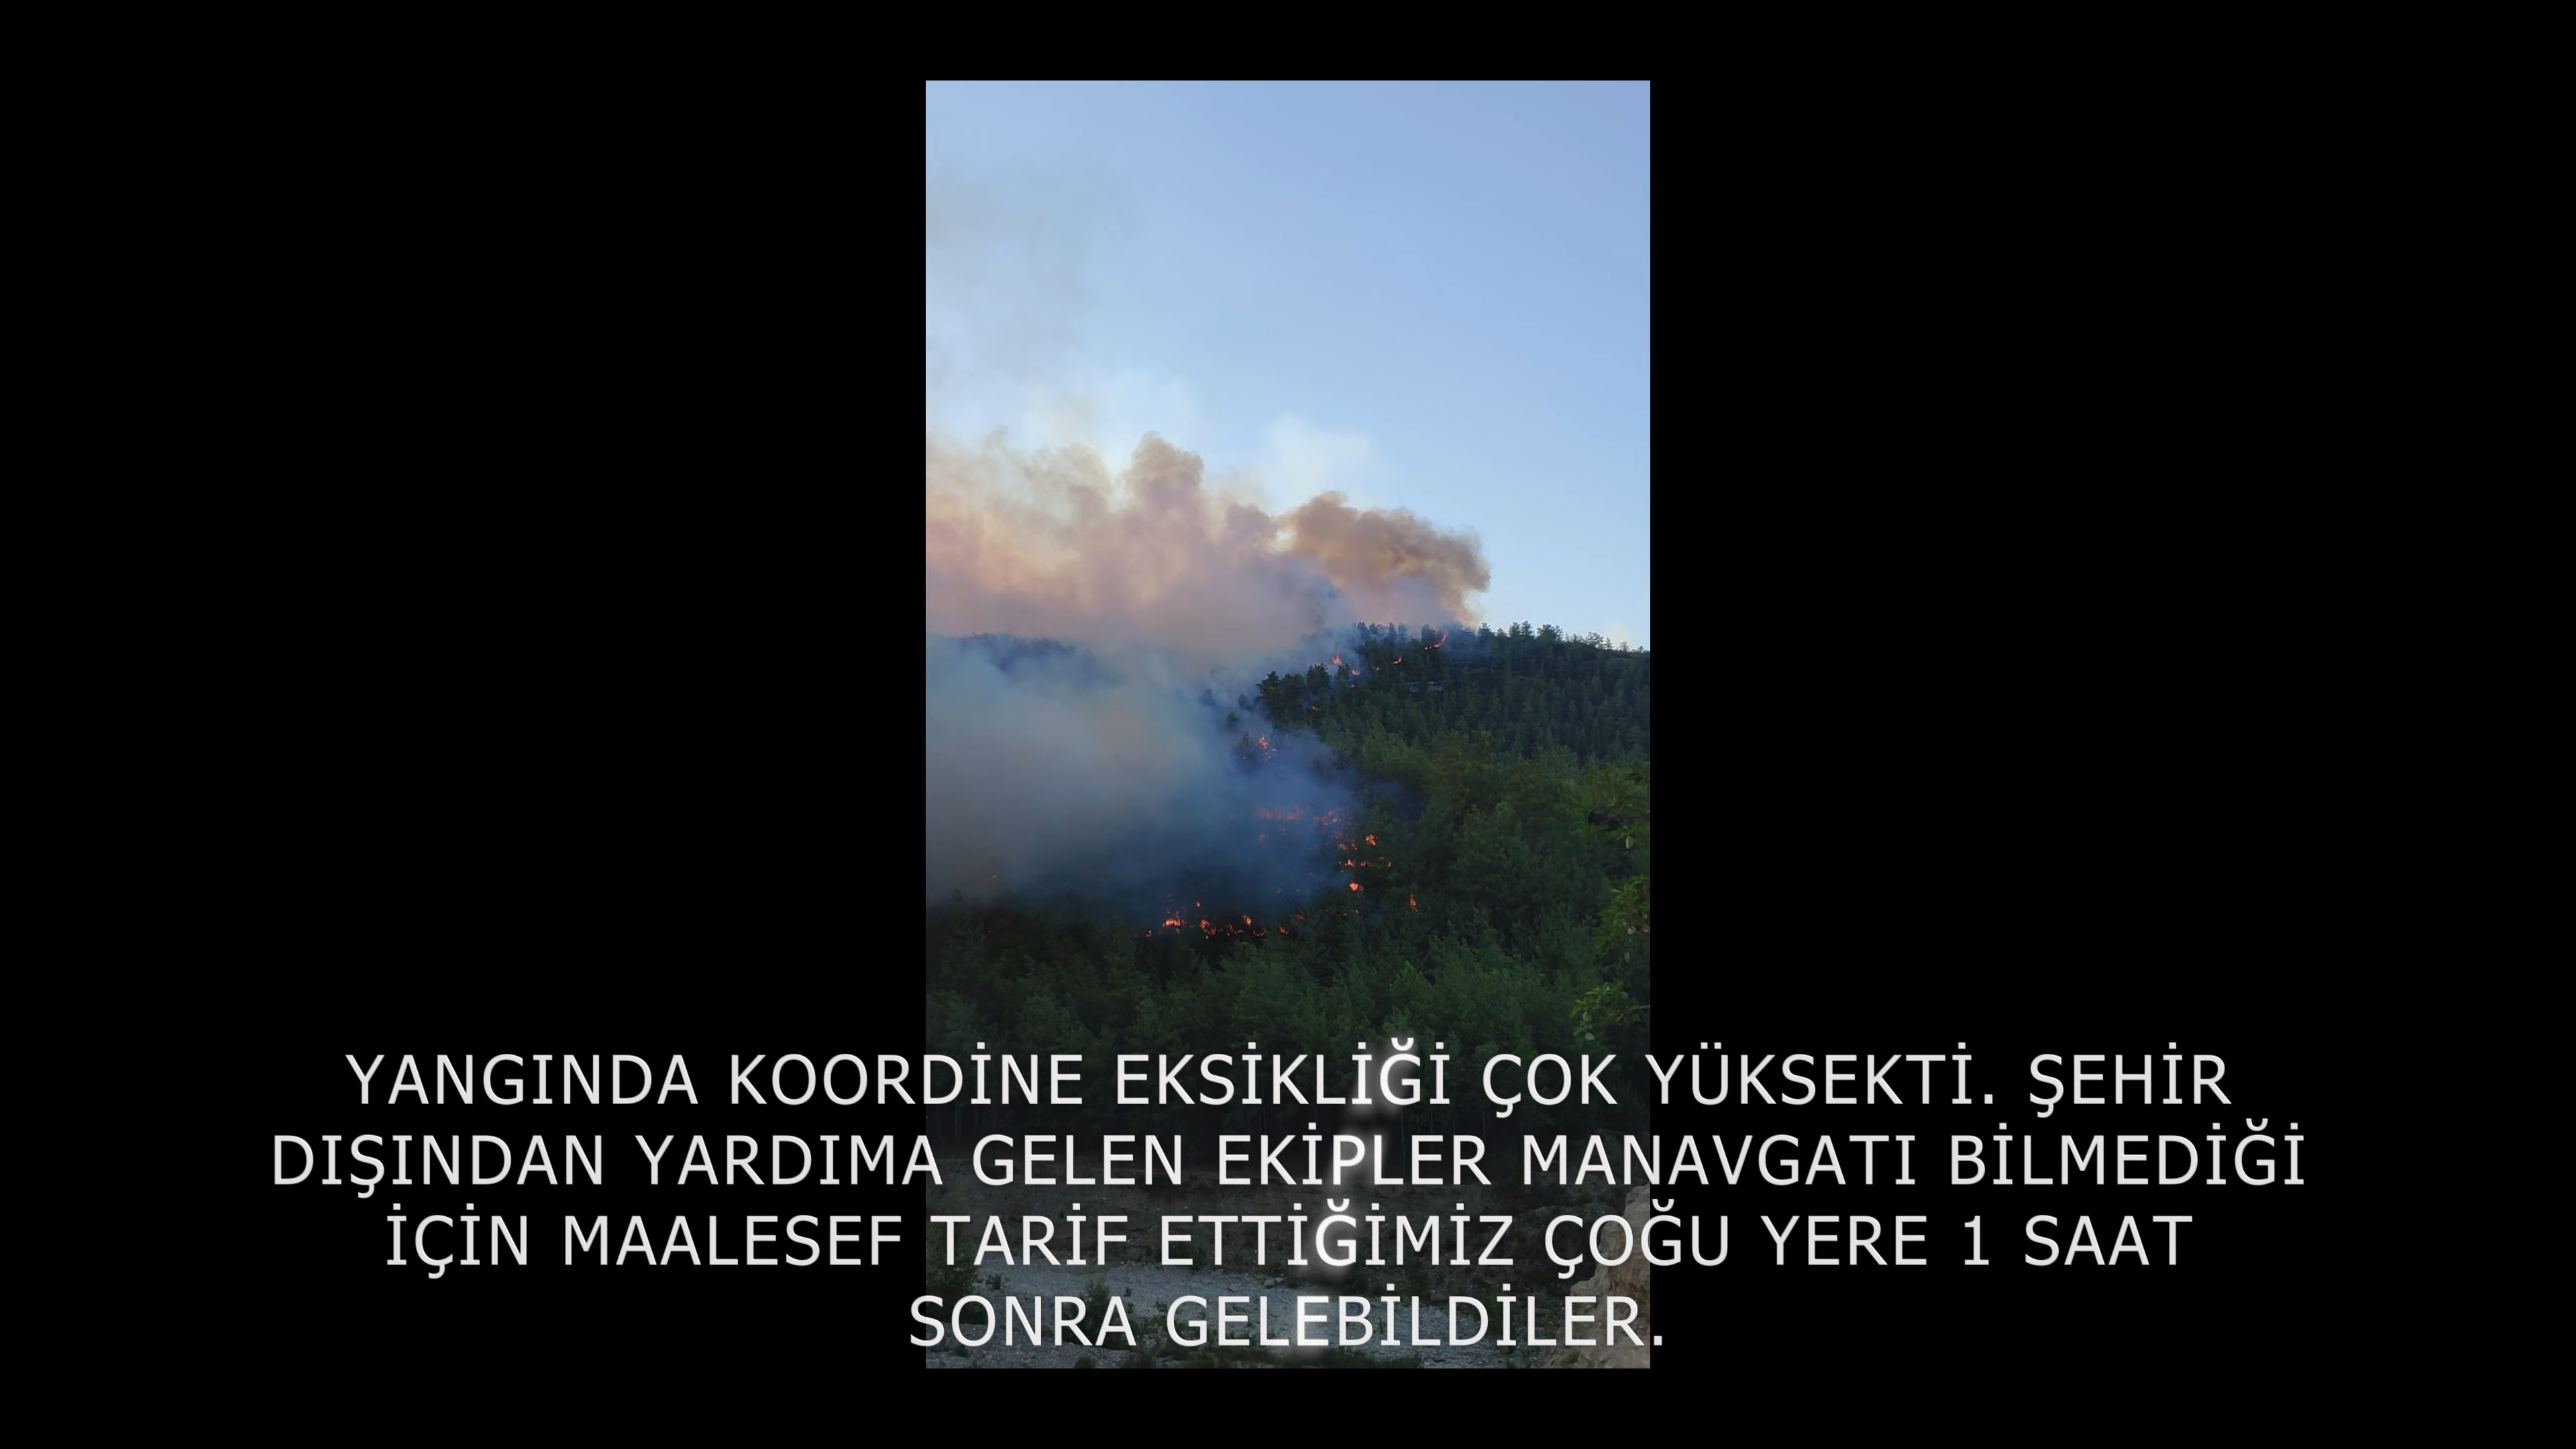 YANGINDA KOORDİNE EKSİKLİĞİ ÇOK YÜKSEKTİ. ŞEHİR
DIŞINDAN YARDIMA GELEN EKİPLER MANAVGATI BİLMEDİĞİ
İÇİN MAALESEF TARİF ETTİĞİMİZ ÇOĞU YERE 1 SAAT
SONRA GELEBİLDİLER.